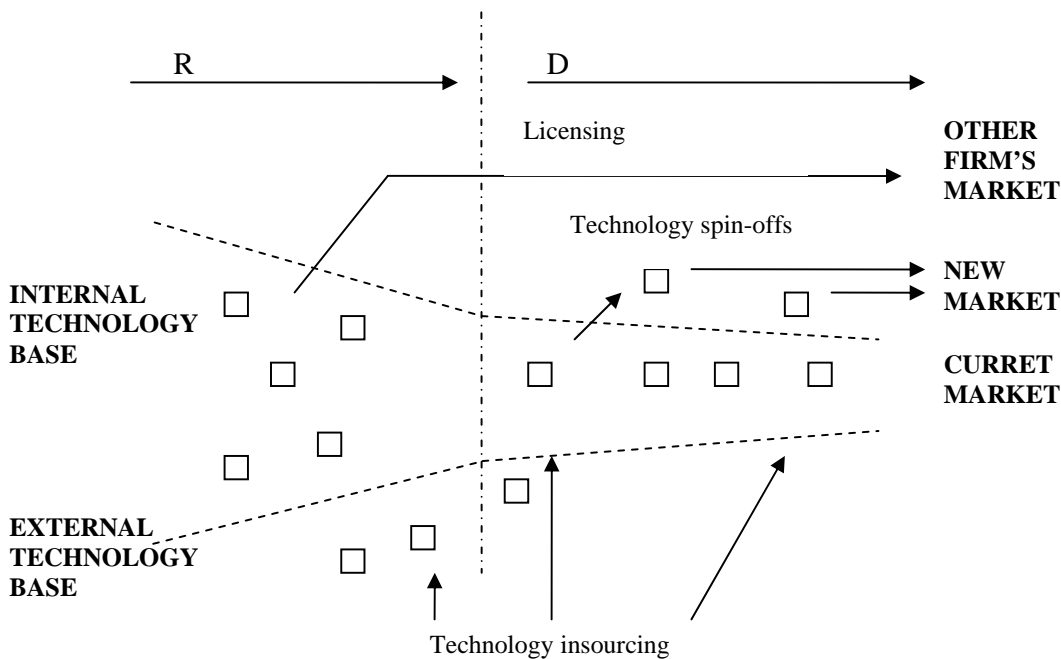 R
D
Licensing
OTHER
FIRM'S
MARKET
Technology spin-offs
NEW
MARKET
INTERNAL
TECHNOLOGY
BASE
CURRET
MARKET
EXTERNAL
TECHNOLOGY
BASE
Technology insourcing